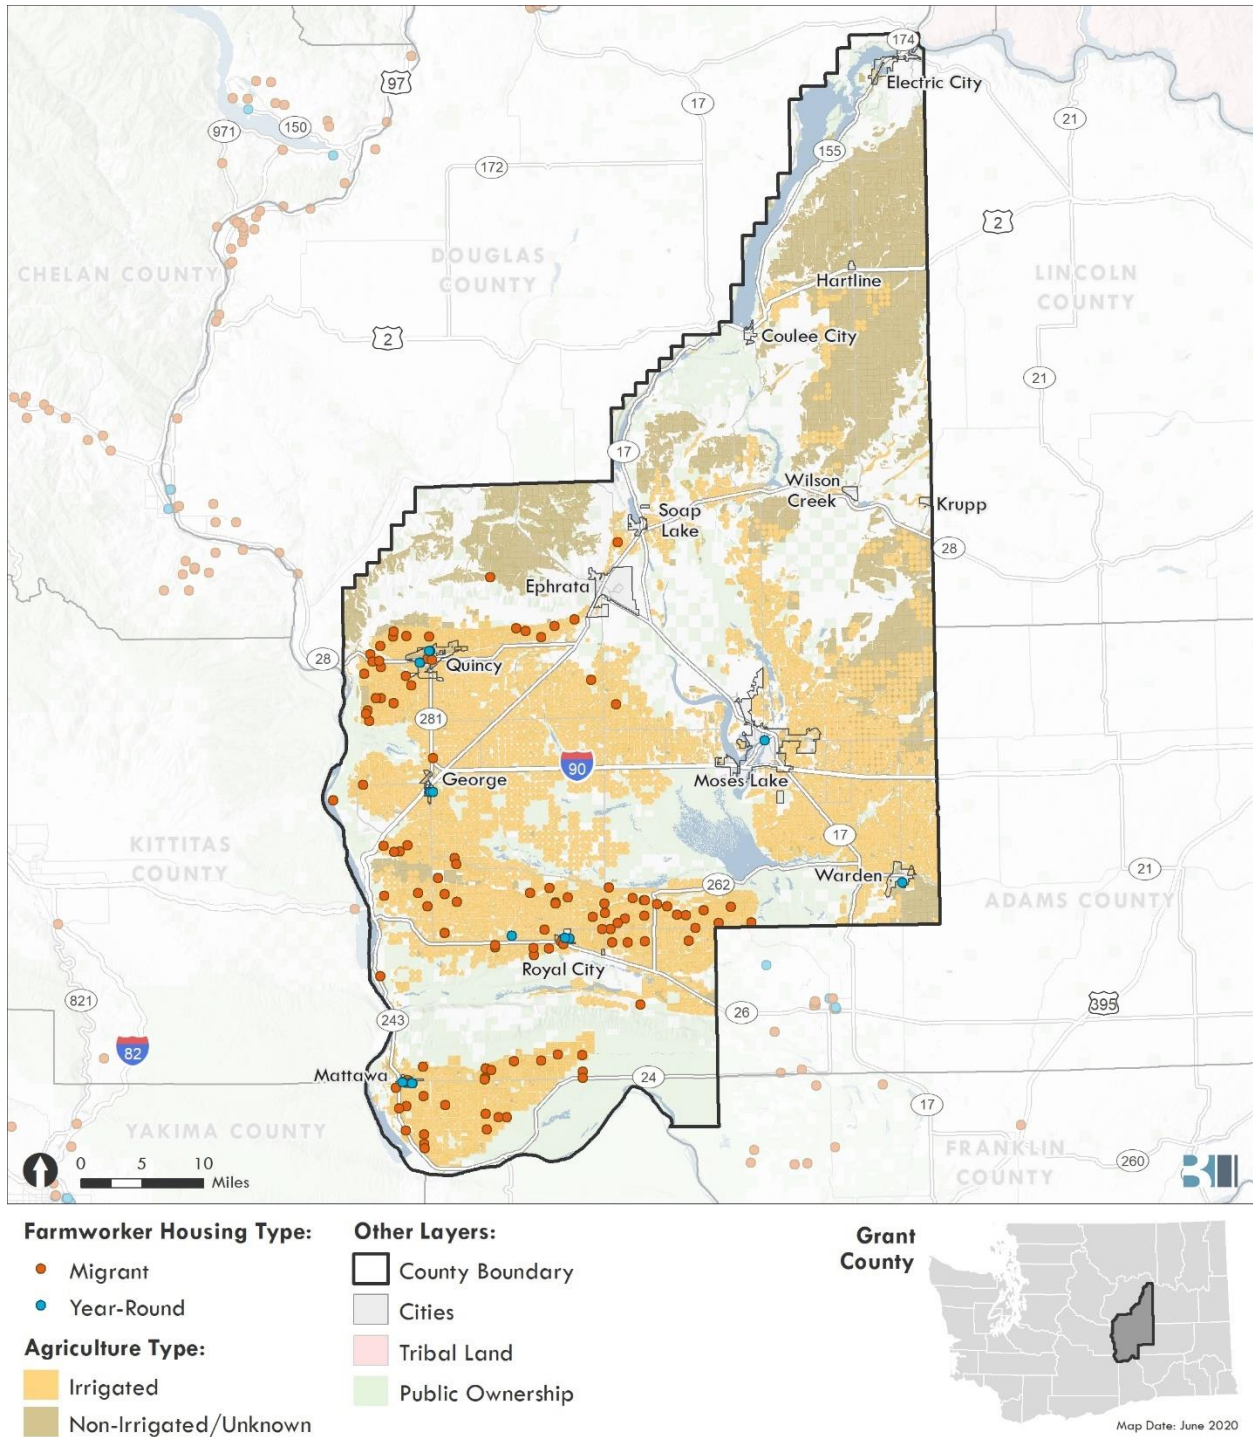 174
Electric City
97
17
971
150
21
155
172
2
DOUGLAS
COUNTY
CHELAN COUNTY
LINCOLN
COUNTY
Hartline
2
Coulee City
21
17
Wilson
Creek
Krupp
Soap
Lake
28
Ephrata
28
Quincy
281
George
90
Moses Lake
KITTITAS
COUNTY
17
21
Warden
262
ADAMS COUNTY
Royal City
821
395
243
26
82
Mattawa
24
17
YAKIMA COUNTY
FRANKLIN
COUNTY
260
0 5 10
Miles
Farmworker Housing Type:
Migrant
Year-Round
Agriculture Type:
Irrigated
Non-Irrigated/Unknown
Other Layers:
County Boundary
Cities
Tribal Land
Public Ownership
Grant
County
Map Date: June 2020